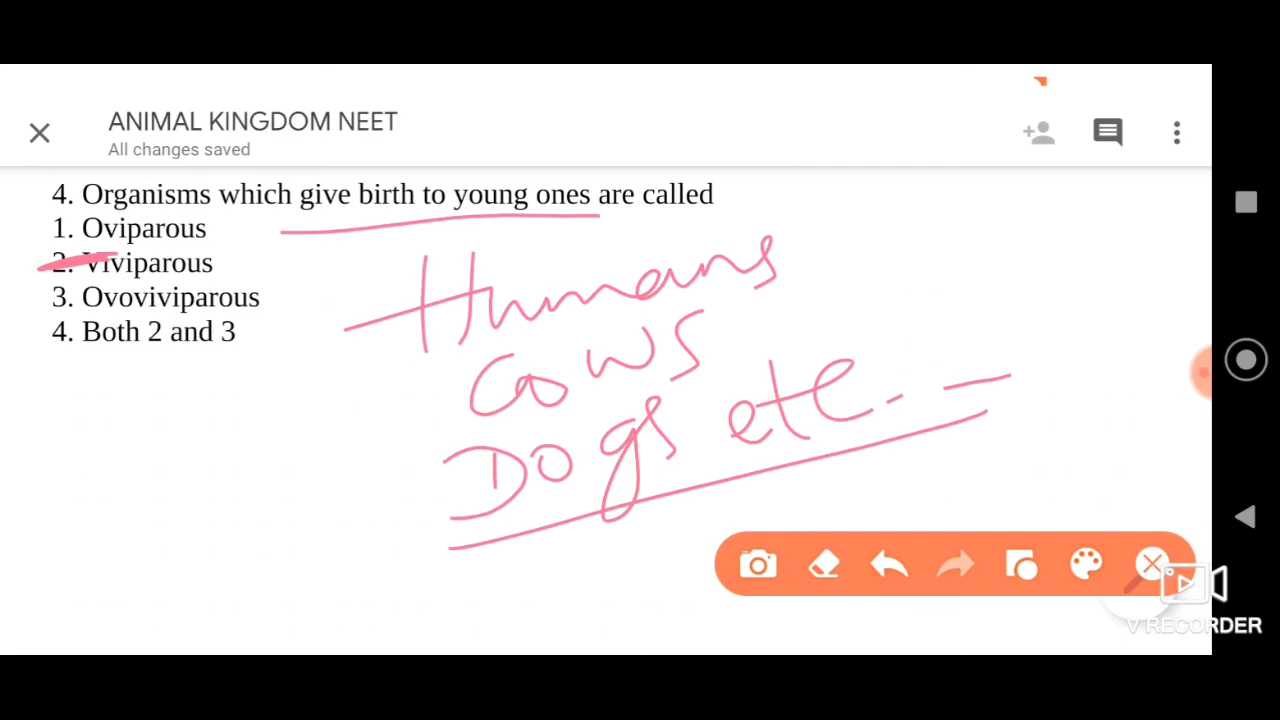 ANIMAL KINGDOM NEET
All changes saved
4. Organisms which give birth to young ones are called
1. Oviparous
2. Viviparous
3. Ovoviviparous
4. Both 2 and 3
Humans
Cows
Dogs etc. -
V RECORDER